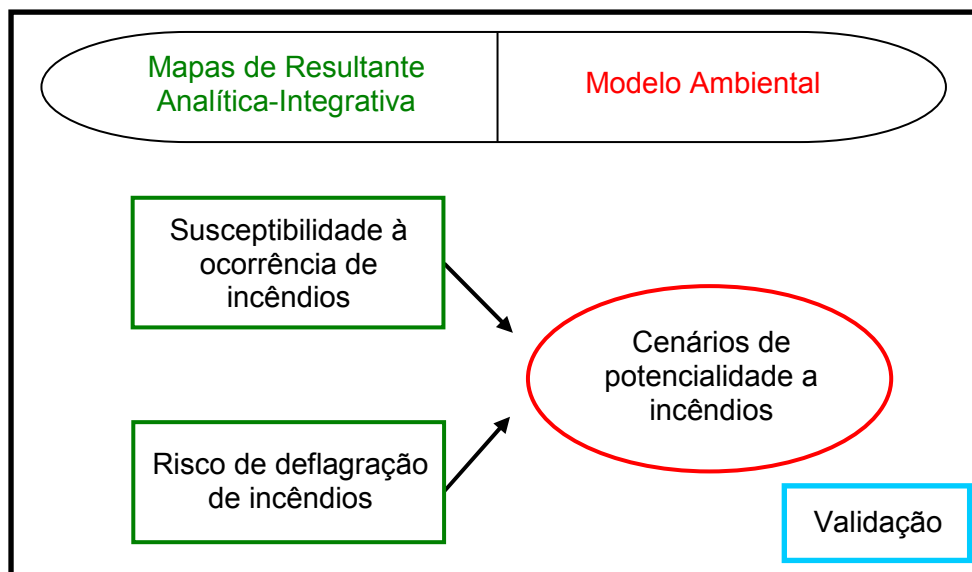 Mapas de Resultante
Analítica-Integrativa
Modelo Ambiental
Susceptibilidade à
ocorrência de
incêndios
Cenários de
potencialidade a
incêndios
Risco de deflagração
de incêndios
Validação